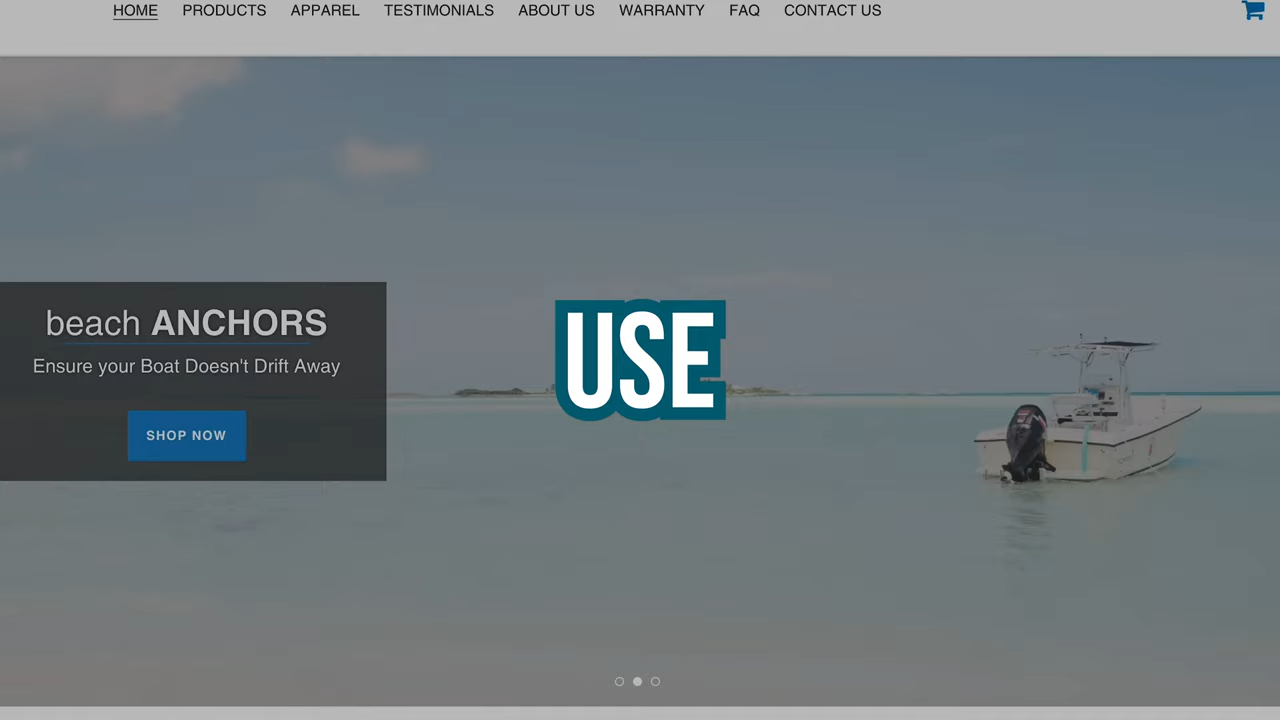 HOME PRODUCTS APPAREL TESTIMONIALS ABOUT US WARRANTY FAQ CONTACT US
beach ANCHORS
Ensure your Boat Doesn't Drift Away
SHOP NOW
USE